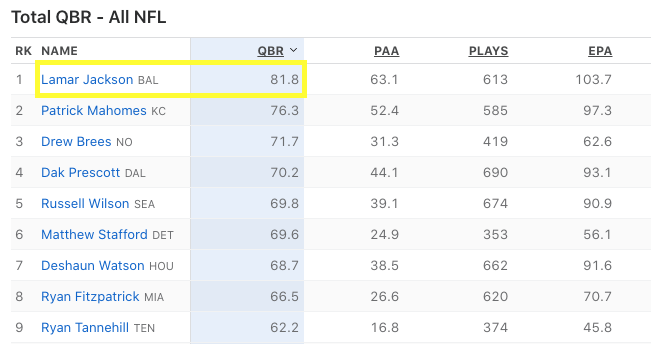 Total QBR - All NFL
RK NAME QBR PAA PLAYS EPA
1 Lamar Jackson BAL 81.8 63.1 613 103.7
2 Patrick Mahomes KC 76.3 52.4 585 97.3
3 Drew Brees NO 71.7 31.3 419 62.6
4 Dak Prescott DAL 70.2 44.1 690 93.1
5 Russell Wilson SEA 69.8 39.1 674 90.9
6 Matthew Stafford DET 69.6 24.9 353 56.1
7 Deshaun Watson HOU 68.7 38.5 662 91.6
8 Ryan Fitzpatrick MIA 66.5 26.6 620 70.7
9 Ryan Tannehill TEN 62.2 16.8 374 45.8